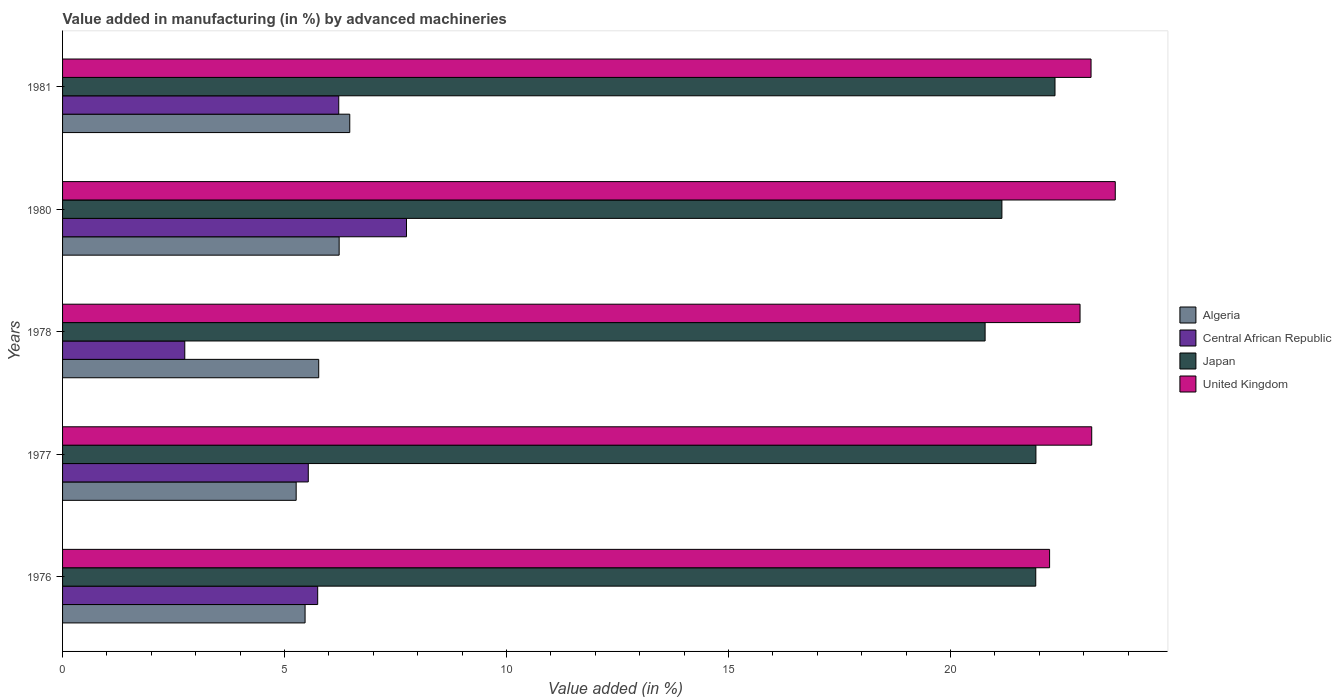 Value added in manufacturing (in %) by advanced machineries
1981
1980
1978
1977
1976
Years
0
5
10
15
20
Value added (in %)
Algeria
Central African Republic
Japan
United Kingdom